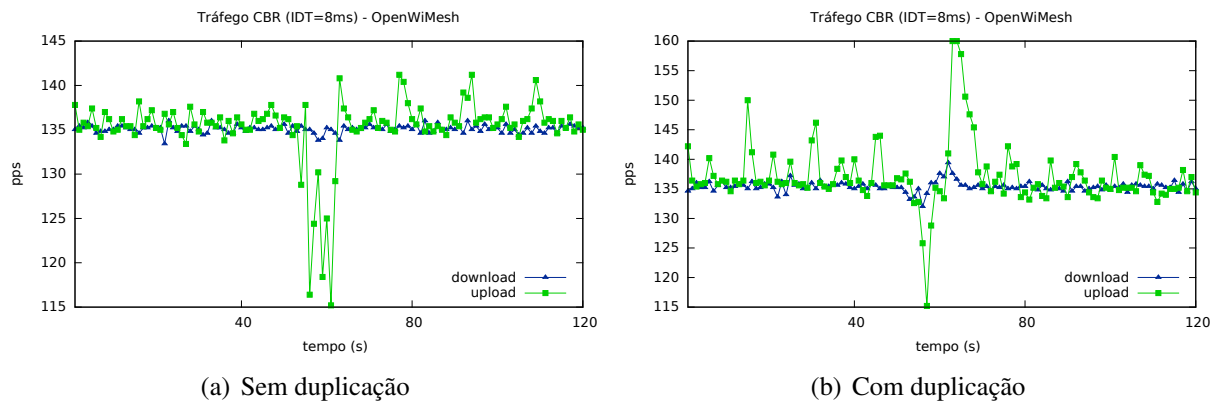 Tráfego CBR (IDT=8ms) - OpenWiMesh
145
140
135
130
125
120
115
pps
40
80
120
tempo (s)
download
upload
(a) Sem duplicação
Tráfego CBR (IDT=8ms) - OpenWiMesh
160
155
150
145
140
135
130
125
120
115
pps
40
80
120
tempo (s)
download
upload
(b) Com duplicação